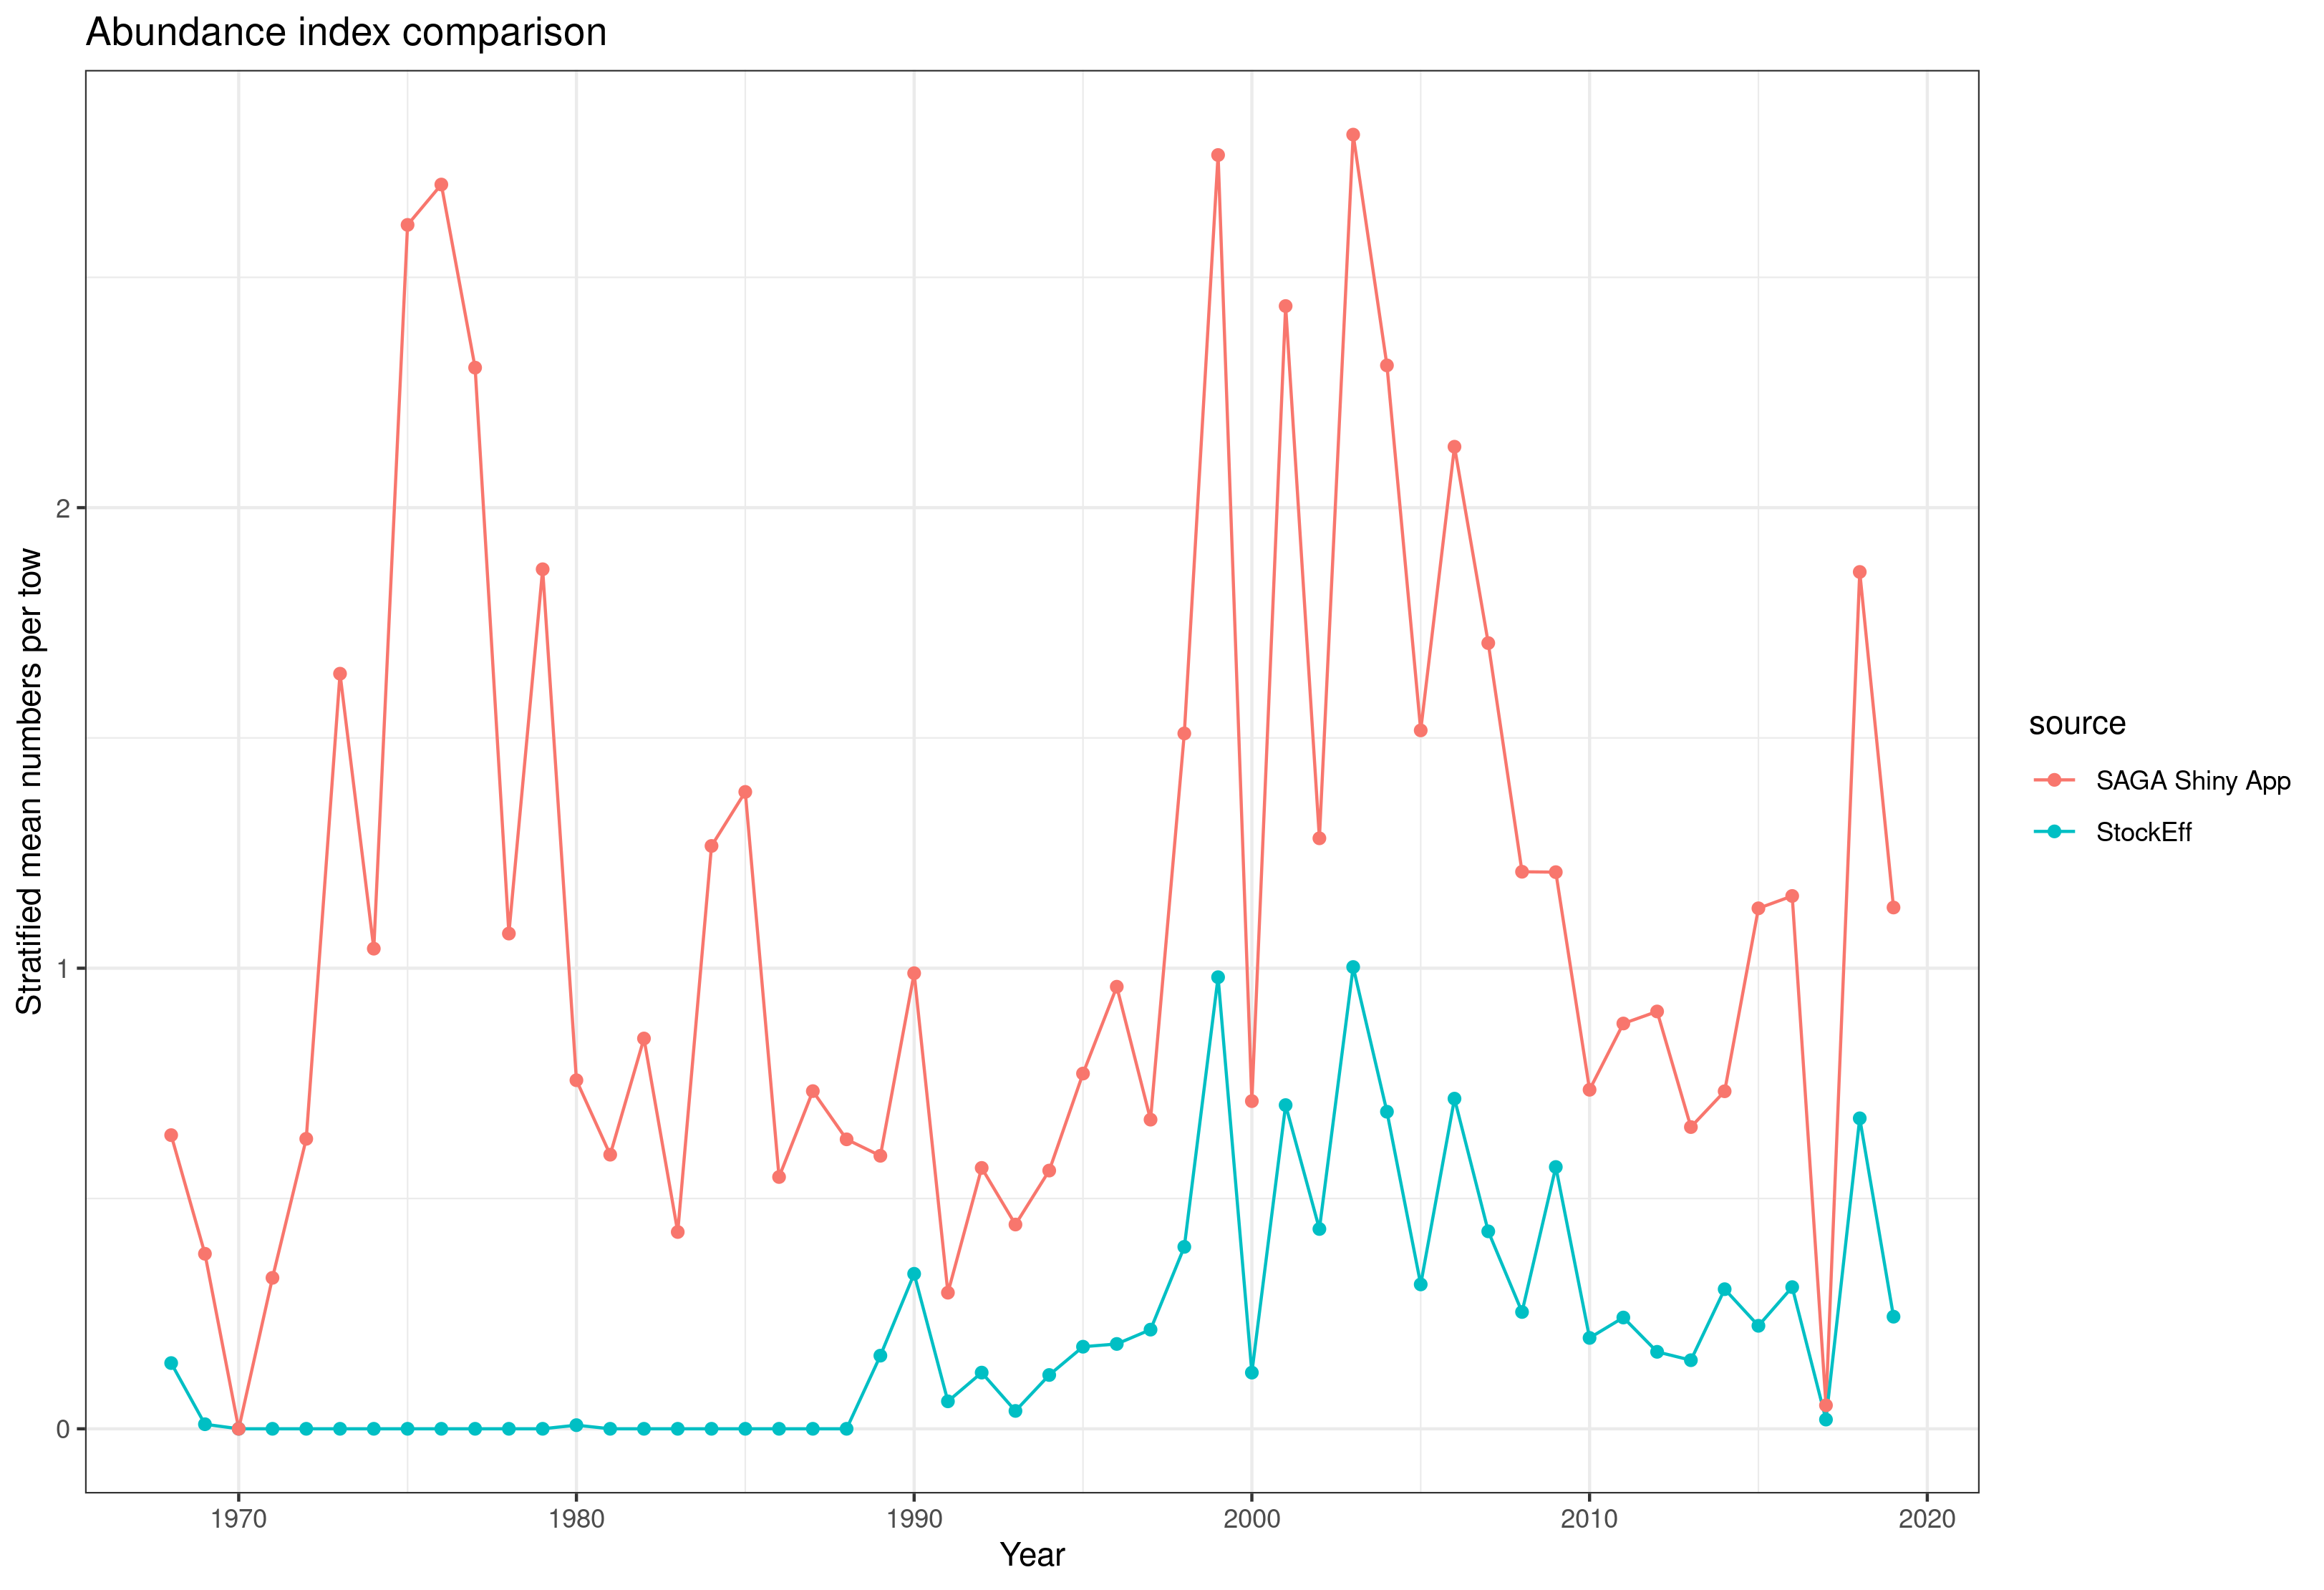 Abundance index comparison
Stratified mean numbers per tow
2
1
0
1970 1980 1990 2000 2010 2020
Year
source
SAGA Shiny App
StockEff